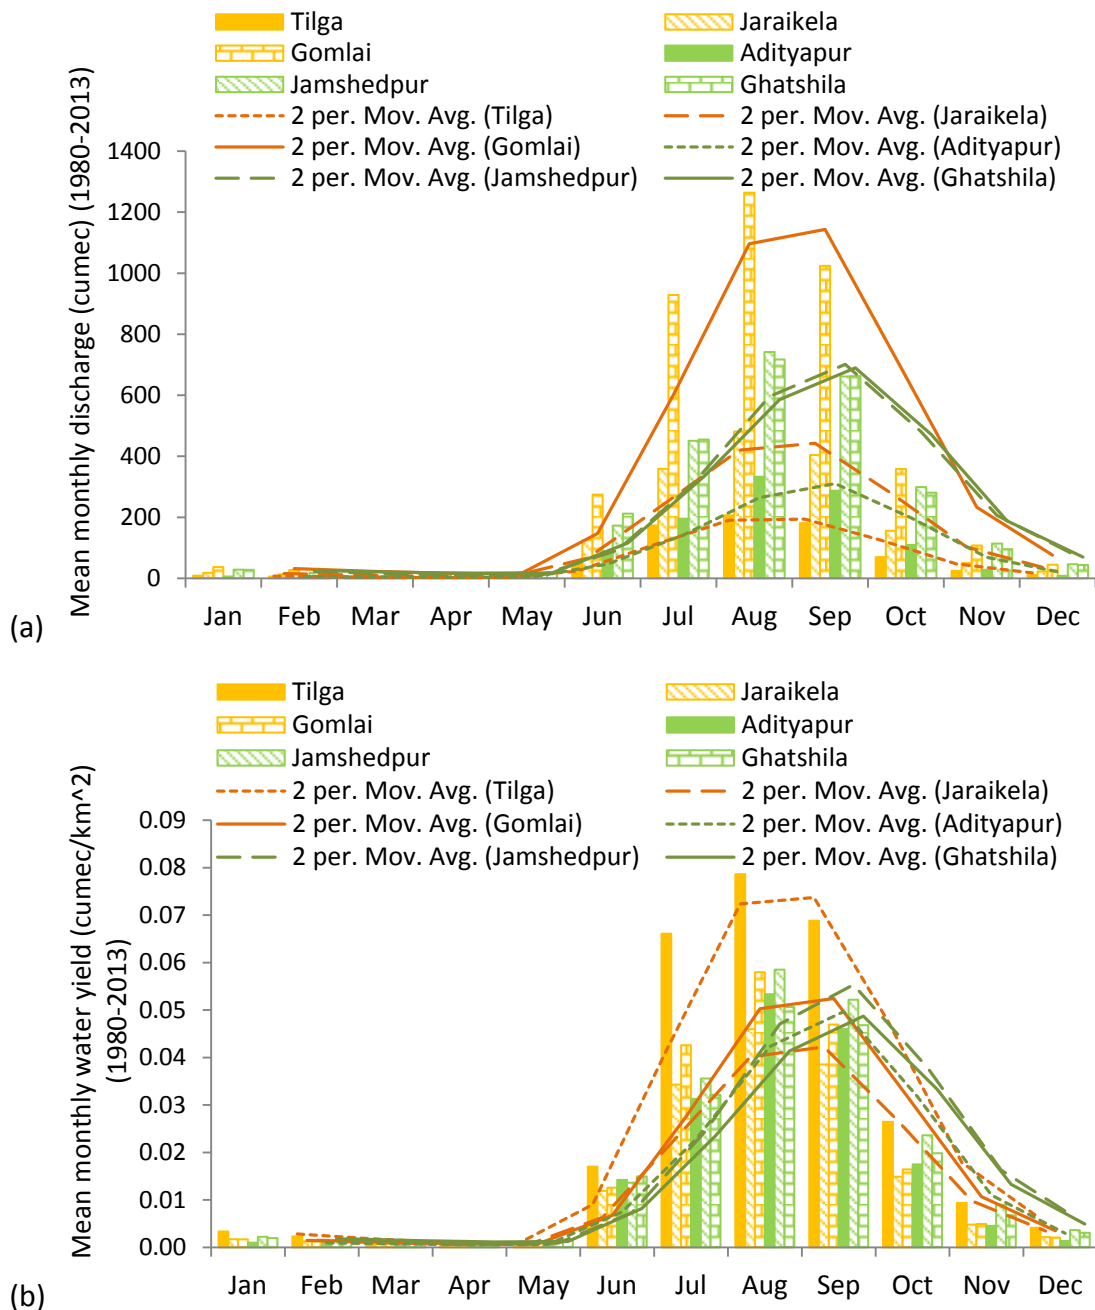 Tilga Jaraikela
Gomlai Adityapur
Jamshedpur Ghatshila
2 per. Mov. Avg. (Tilga) 2 per. Mov. Avg. (Jaraikela)
2 per. Mov. Avg. (Gomlai) 2 per. Mov. Avg. (Adityapur)
2 per. Mov. Avg. (Jamshedpur) 2 per. Mov. Avg. (Ghatshila)
Mean monthly discharge (cumec) (1980-2013)
1400
1200
1000
800
600
400
200
0
Jan Feb Mar Apr May Jun Jul Aug Sep Oct Nov Dec
(a)
Tilga Jaraikela
Gomlai Adityapur
Jamshedpur Ghatshila
2 per. Mov. Avg. (Tilga) 2 per. Mov. Avg. (Jaraikela)
2 per. Mov. Avg. (Gomlai) 2 per. Mov. Avg. (Adityapur)
2 per. Mov. Avg. (Jamshedpur) 2 per. Mov. Avg. (Ghatshila)
Mean monthly water yield (cumec/km^2)
(1980-2013)
0.09
0.08
0.07
0.06
0.05
0.04
0.03
0.02
0.01
0.00
Jan Feb Mar Apr May Jun Jul Aug Sep Oct Nov Dec
(b)